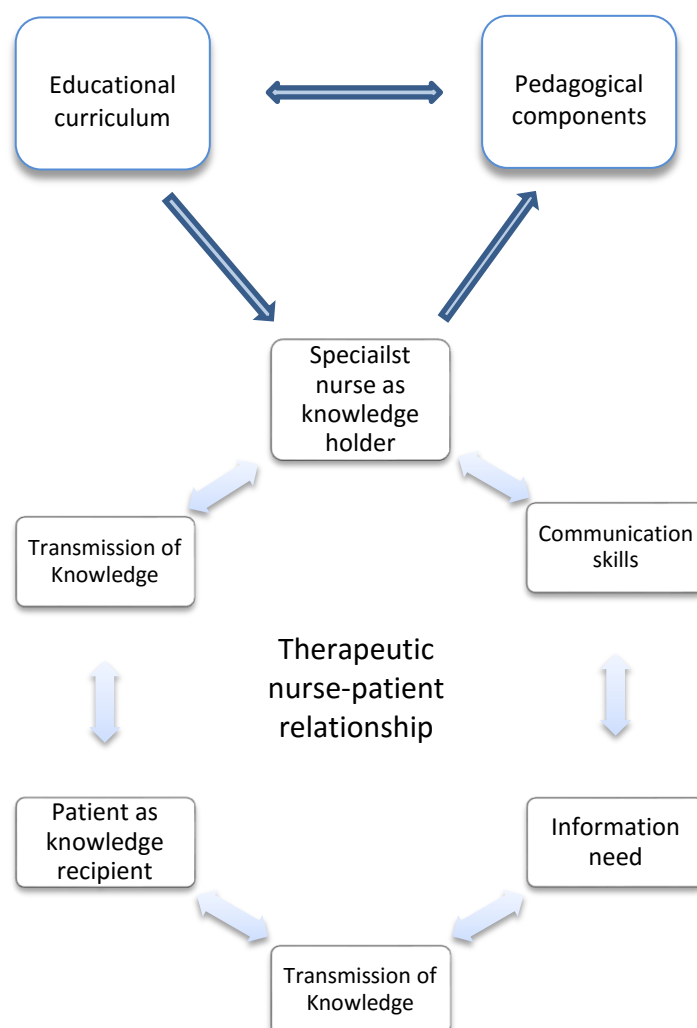 Educational
curriculum
Pedagogical
components
Speciailst
nurse as
knowledge
holder
Transmission of
Knowledge
Communication
skills
Therapeutic
nurse-patient
relationship
Patient as
knowledge
recipient
Information
need
Transmission of
Knowledge